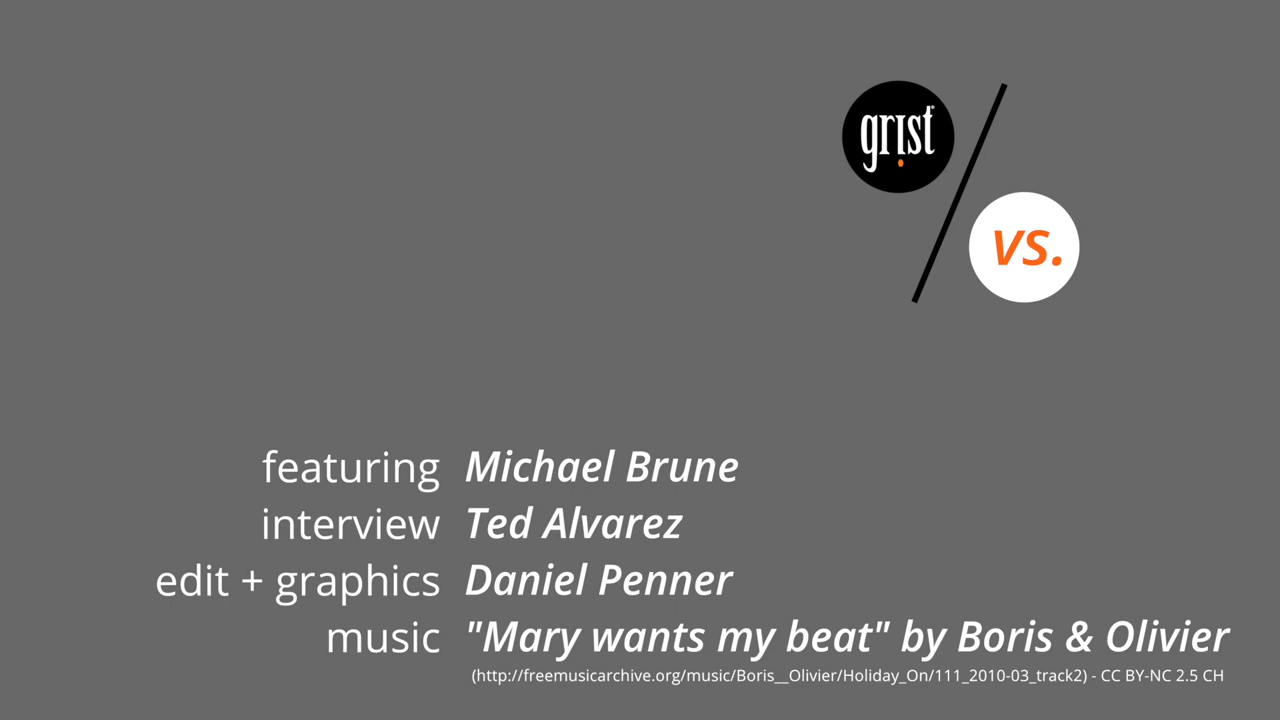 grist
vs.
featuring Michael Brune
interview Ted Alvarez
edit + graphics Daniel Penner
music "Mary wants my beat" by Boris & Olivier
(http://freemusicarchive.org/music/Boris__Olivier/Holiday_On/111_2010-03_track2) - CC BY-NC 2.5 CH